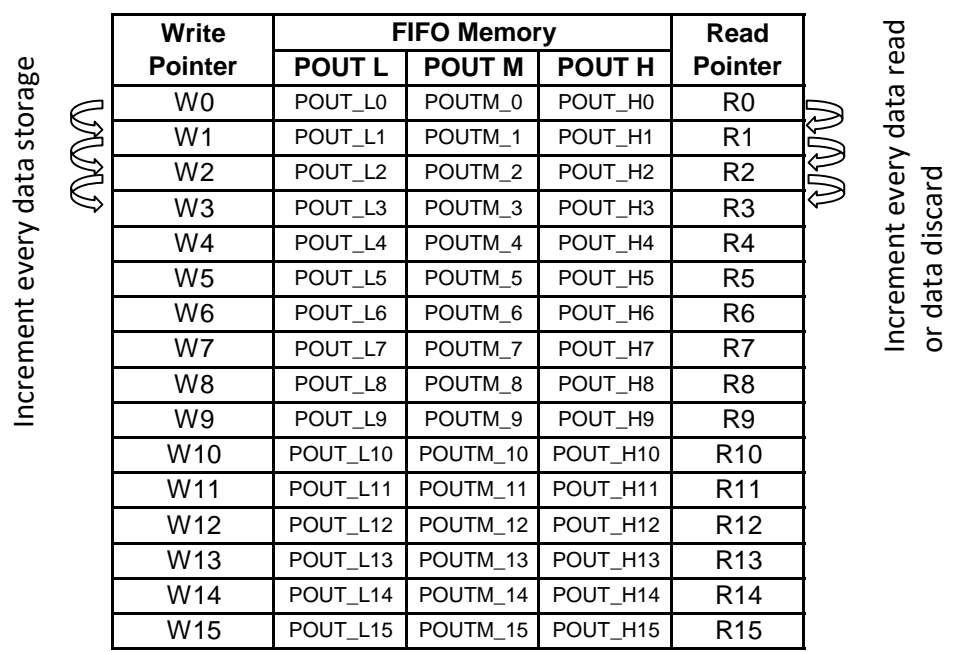 Increment every data storage
Write Pointer FIFO Memory Read Pointer
POUT L POUT M POUT H
W0 POUT_L0 POUTM_0 POUT_H0 R0
W1 POUT_L1 POUTM_1 POUT_H1 R1
W2 POUT_L2 POUTM_2 POUT_H2 R2
W3 POUT_L3 POUTM_3 POUT_H3 R3
W4 POUT_L4 POUTM_4 POUT_H4 R4
W5 POUT_L5 POUTM_5 POUT_H5 R5
W6 POUT_L6 POUTM_6 POUT_H6 R6
W7 POUT_L7 POUTM_7 POUT_H7 R7
W8 POUT_L8 POUTM_8 POUT_H8 R8
W9 POUT_L9 POUTM_9 POUT_H9 R9
W10 POUT_L10 POUTM_10 POUT_H10 R10
W11 POUT_L11 POUTM_11 POUT_H11 R11
W12 POUT_L12 POUTM_12 POUT_H12 R12
W13 POUT_L13 POUTM_13 POUT_H13 R13
W14 POUT_L14 POUTM_14 POUT_H14 R14
W15 POUT_L15 POUTM_15 POUT_H15 R15
Increment every data read
or data discard